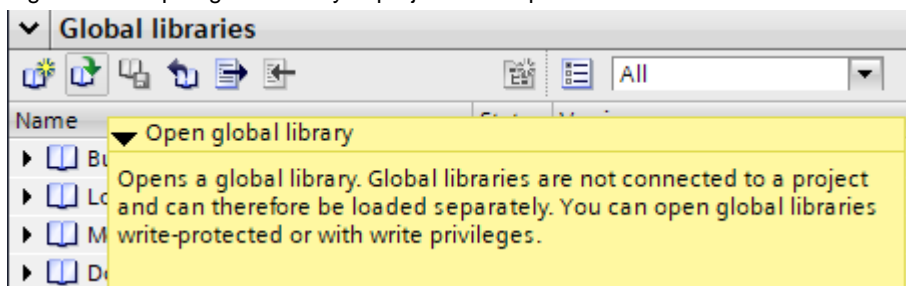 Global libraries
All
Name
Open global library
Opens a global library. Global libraries are not connected to a project
and can therefore be loaded separately. You can open global libraries
write-protected or with write privileges.